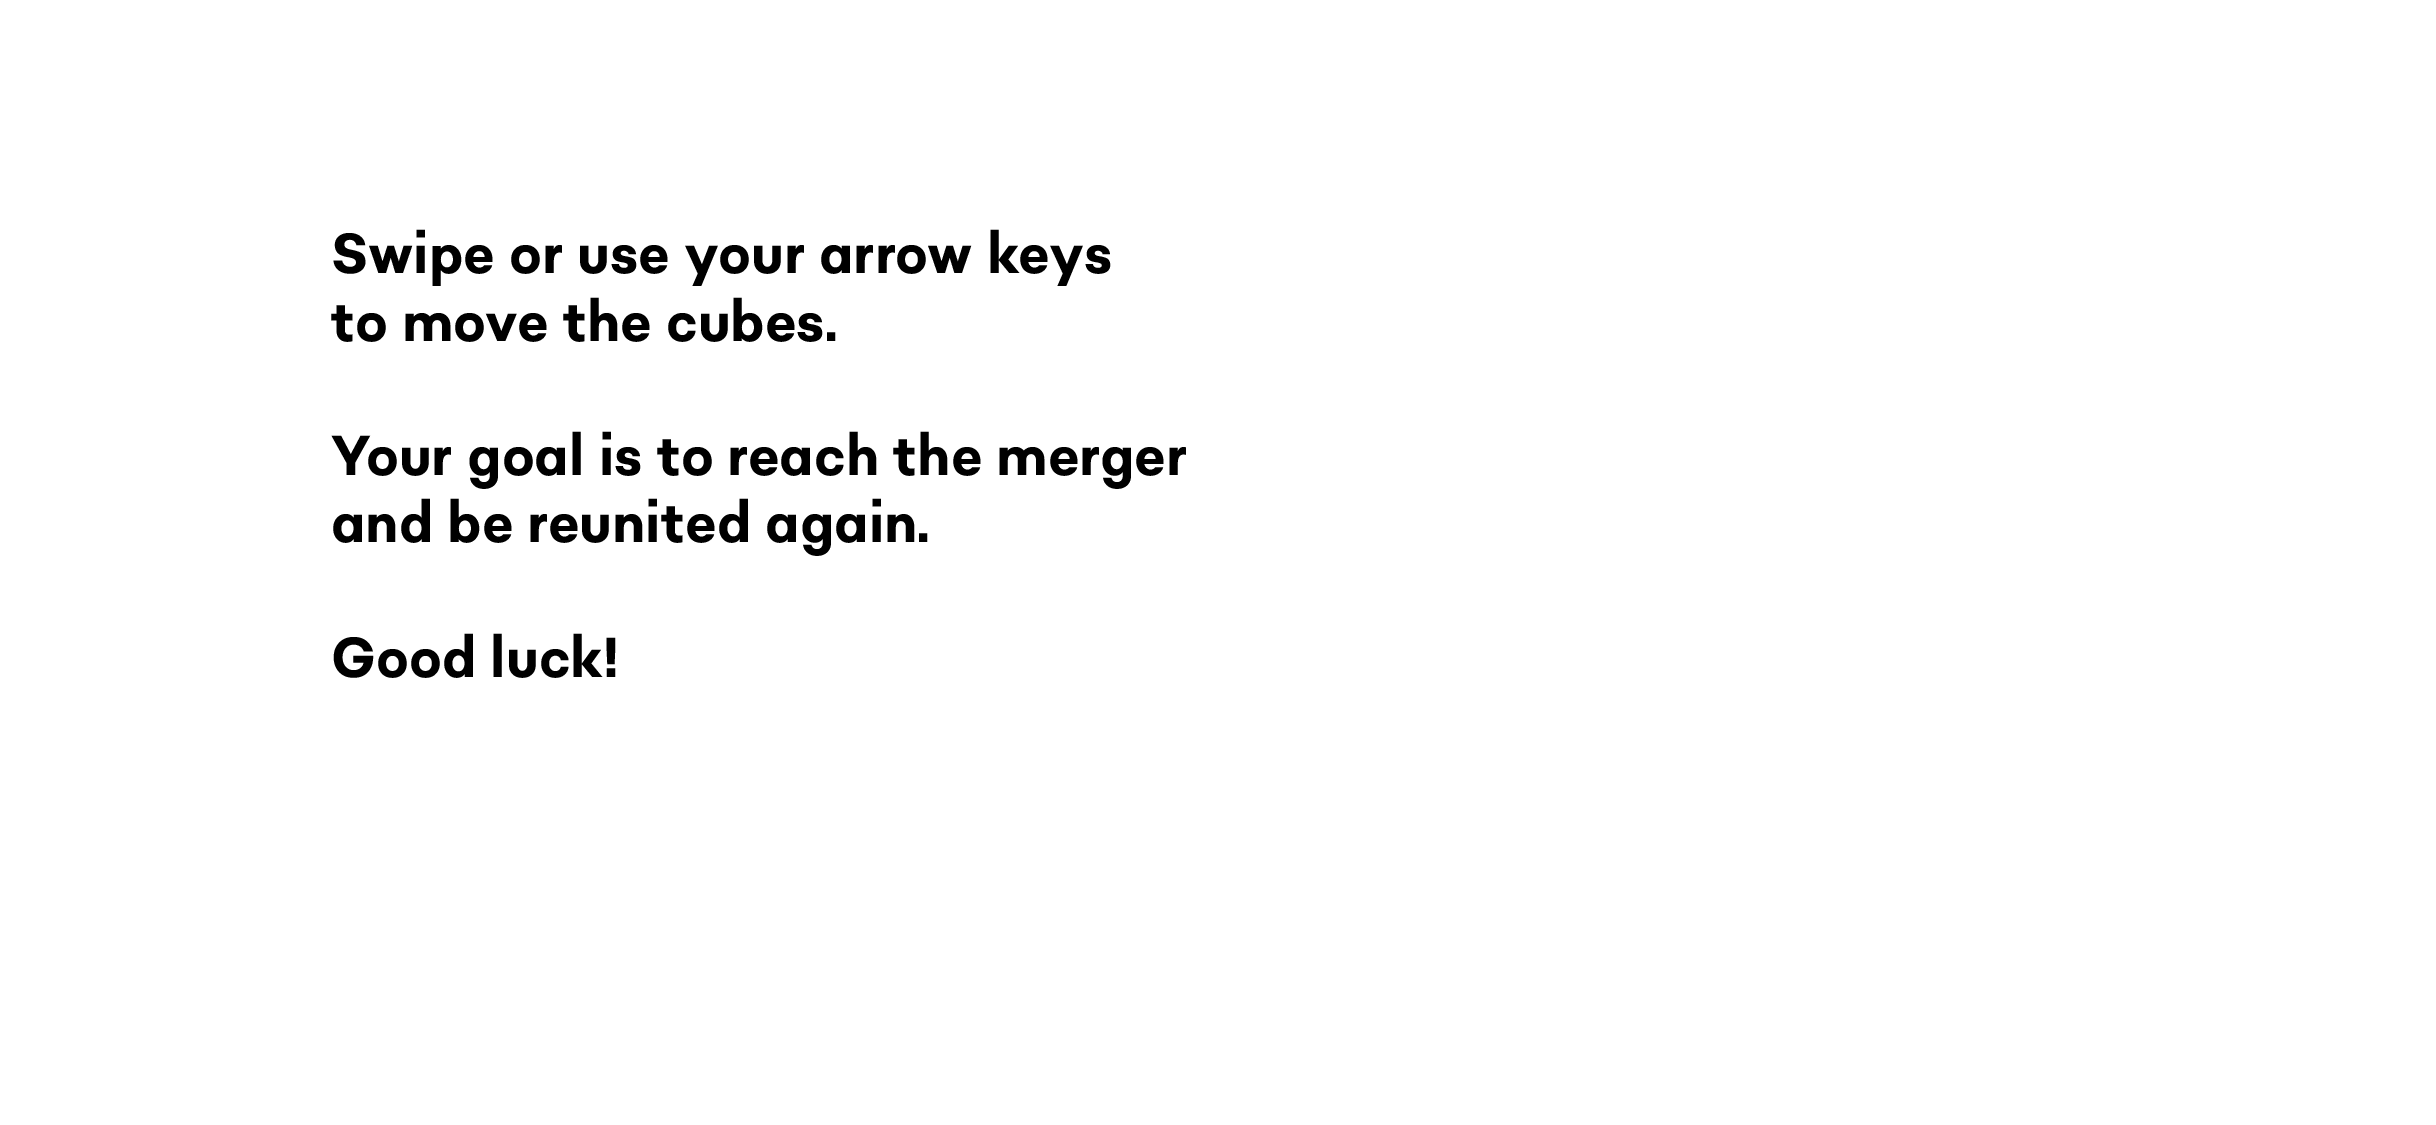 Swipe or use your arrow keys
to move the cubes.
Your goal is to reach the merger
and be reunited again.
Good luck!